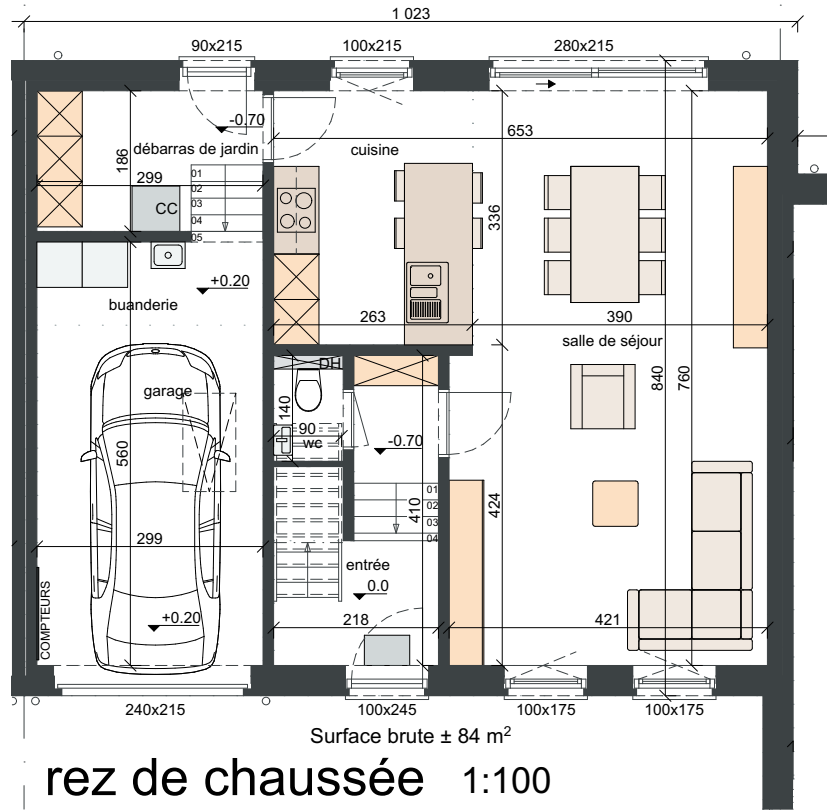 1 023
90x215
100x215
280x215
-0.70
653
débarras de jardin
cuisine
186
299
01
02
03
04
05
CC
336
+0.20
buanderie
263
390
salle de séjour
DH
840
760
garage
140
90
wc
-0.70
560
410
01
02
03
04
424
299
entrée
0.0
COMPTEURS
+0.20
218
421
240x215
100x245
100x175
100x175
Surface brute ± 84 m²
rez de chaussée 1:100